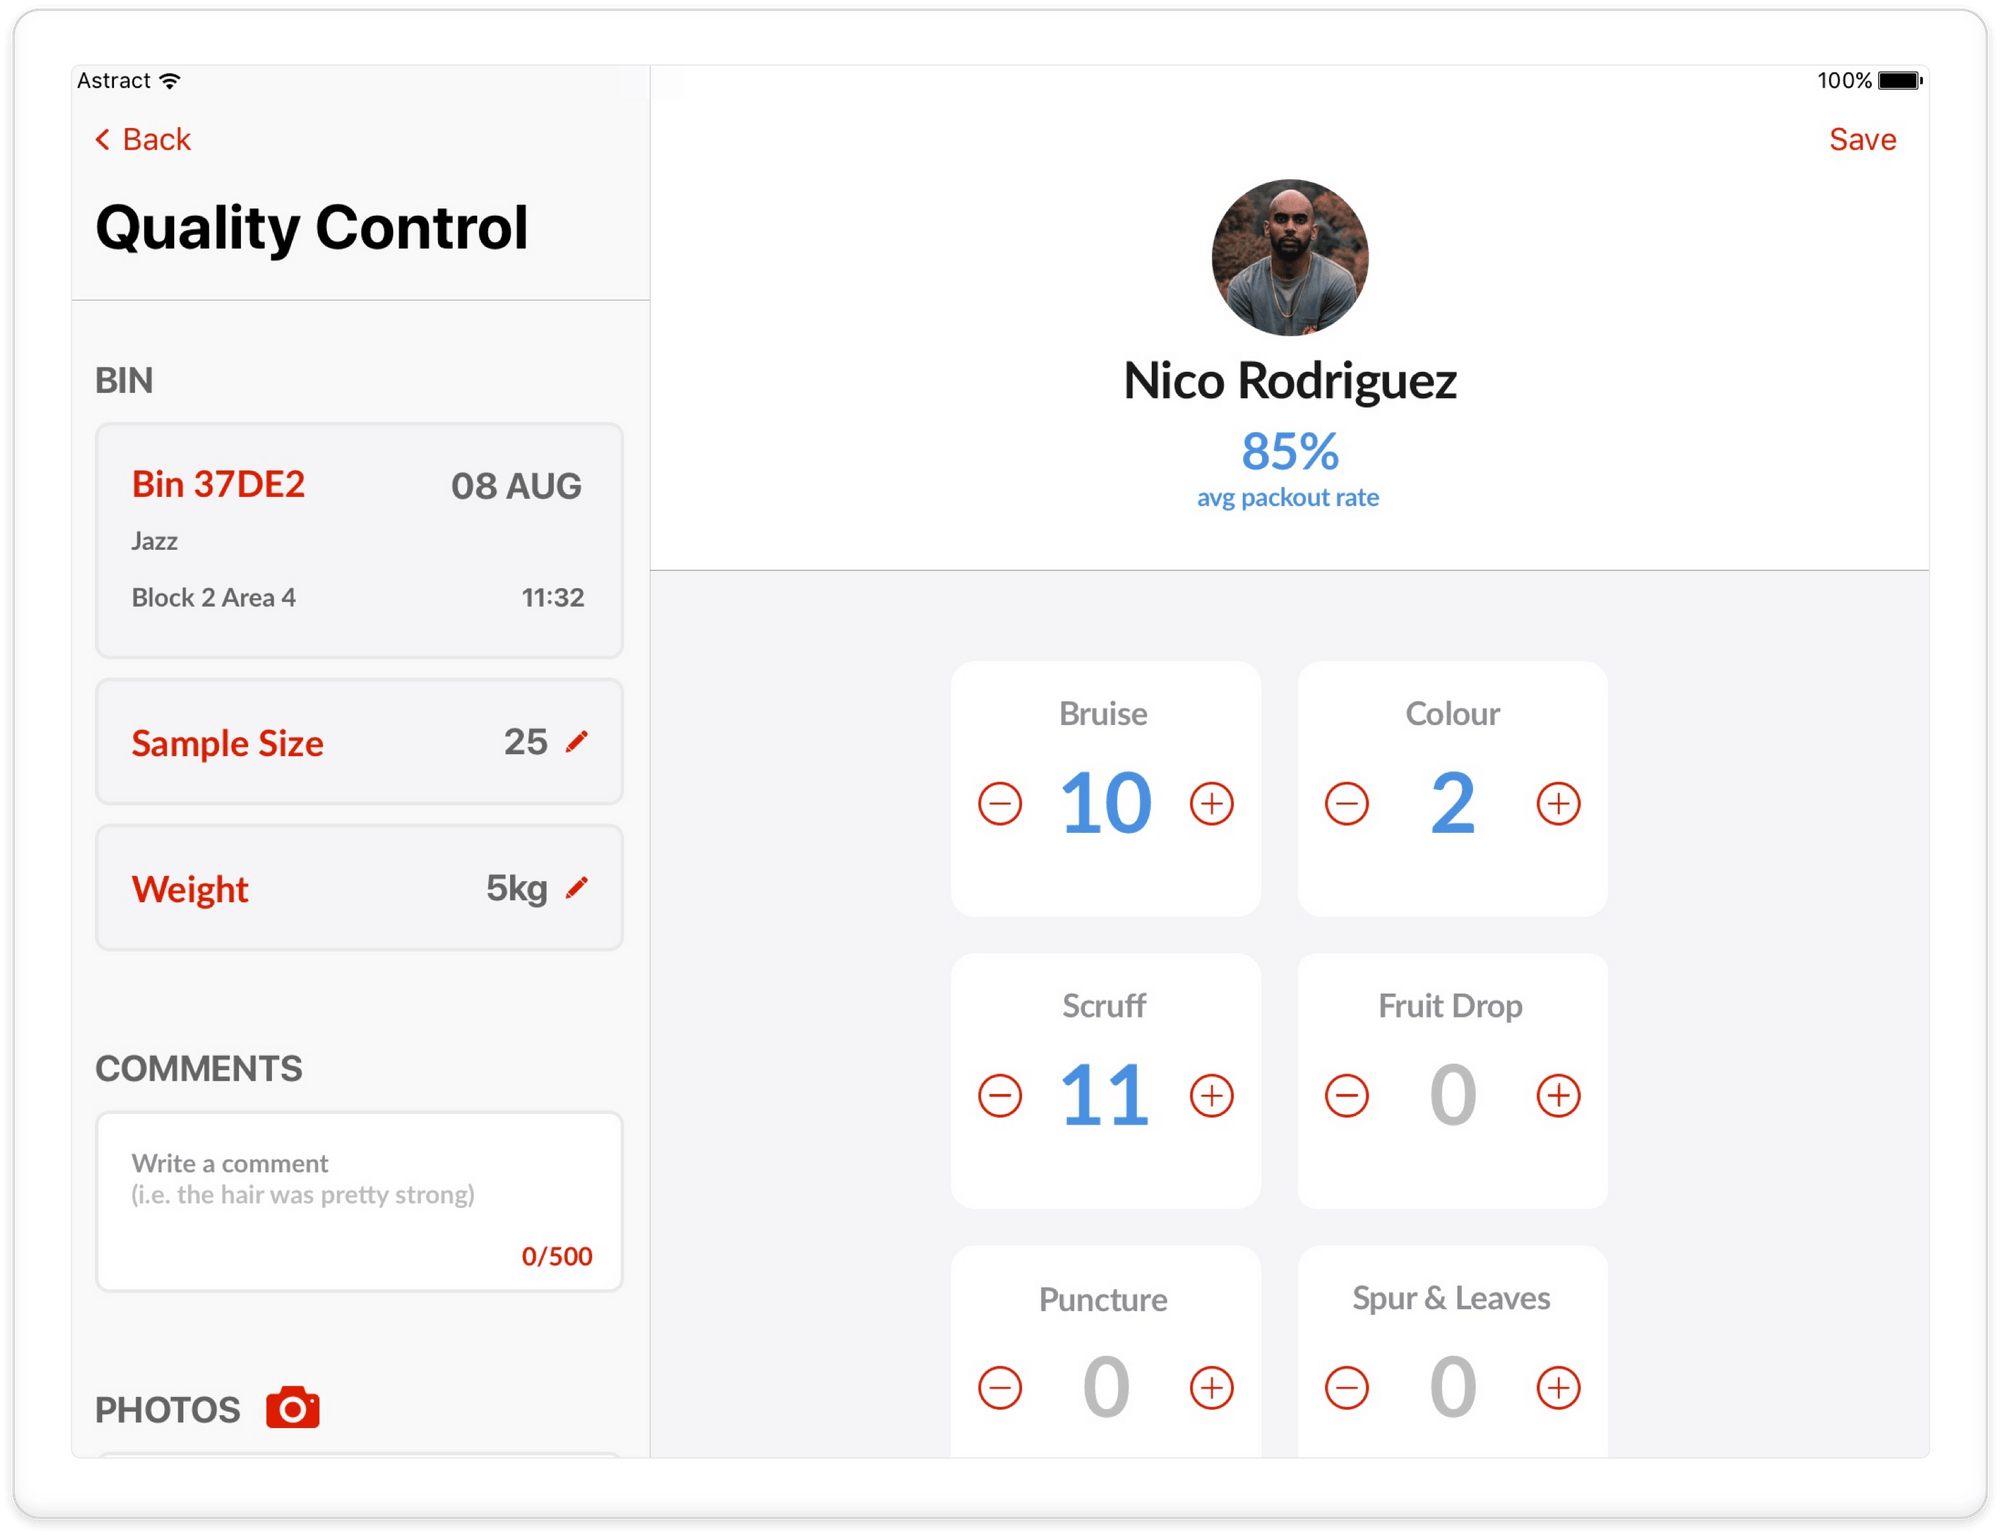 Astract
100%
Back
Save
Quality Control
Nico Rodriguez
85%
avg packout rate
BIN
Bin 37DE2
08 AUG
Jazz
Block 2 Area 4
11:32
Sample Size
25
Weight
5kg
COMMENTS
Write a comment
(i.e. the hair was pretty strong)
0/500
PHOTOS
Bruise
10
Colour
2
Scruff
11
Fruit Drop
0
Puncture
0
Spur & Leaves
0